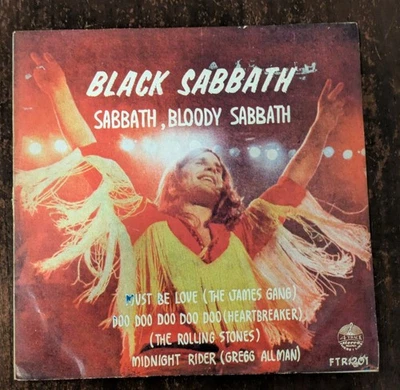 BLACK SABBATH
SABBATH, BLOODY SABBATH
MUST BE LOVE (THE JAMES GANG)
DOO DOO DOO DOO DOO (HEARTBREAKER)
(THE ROLLING STONES)
MIDNIGHT RIDER (GREGG ALLMAN)